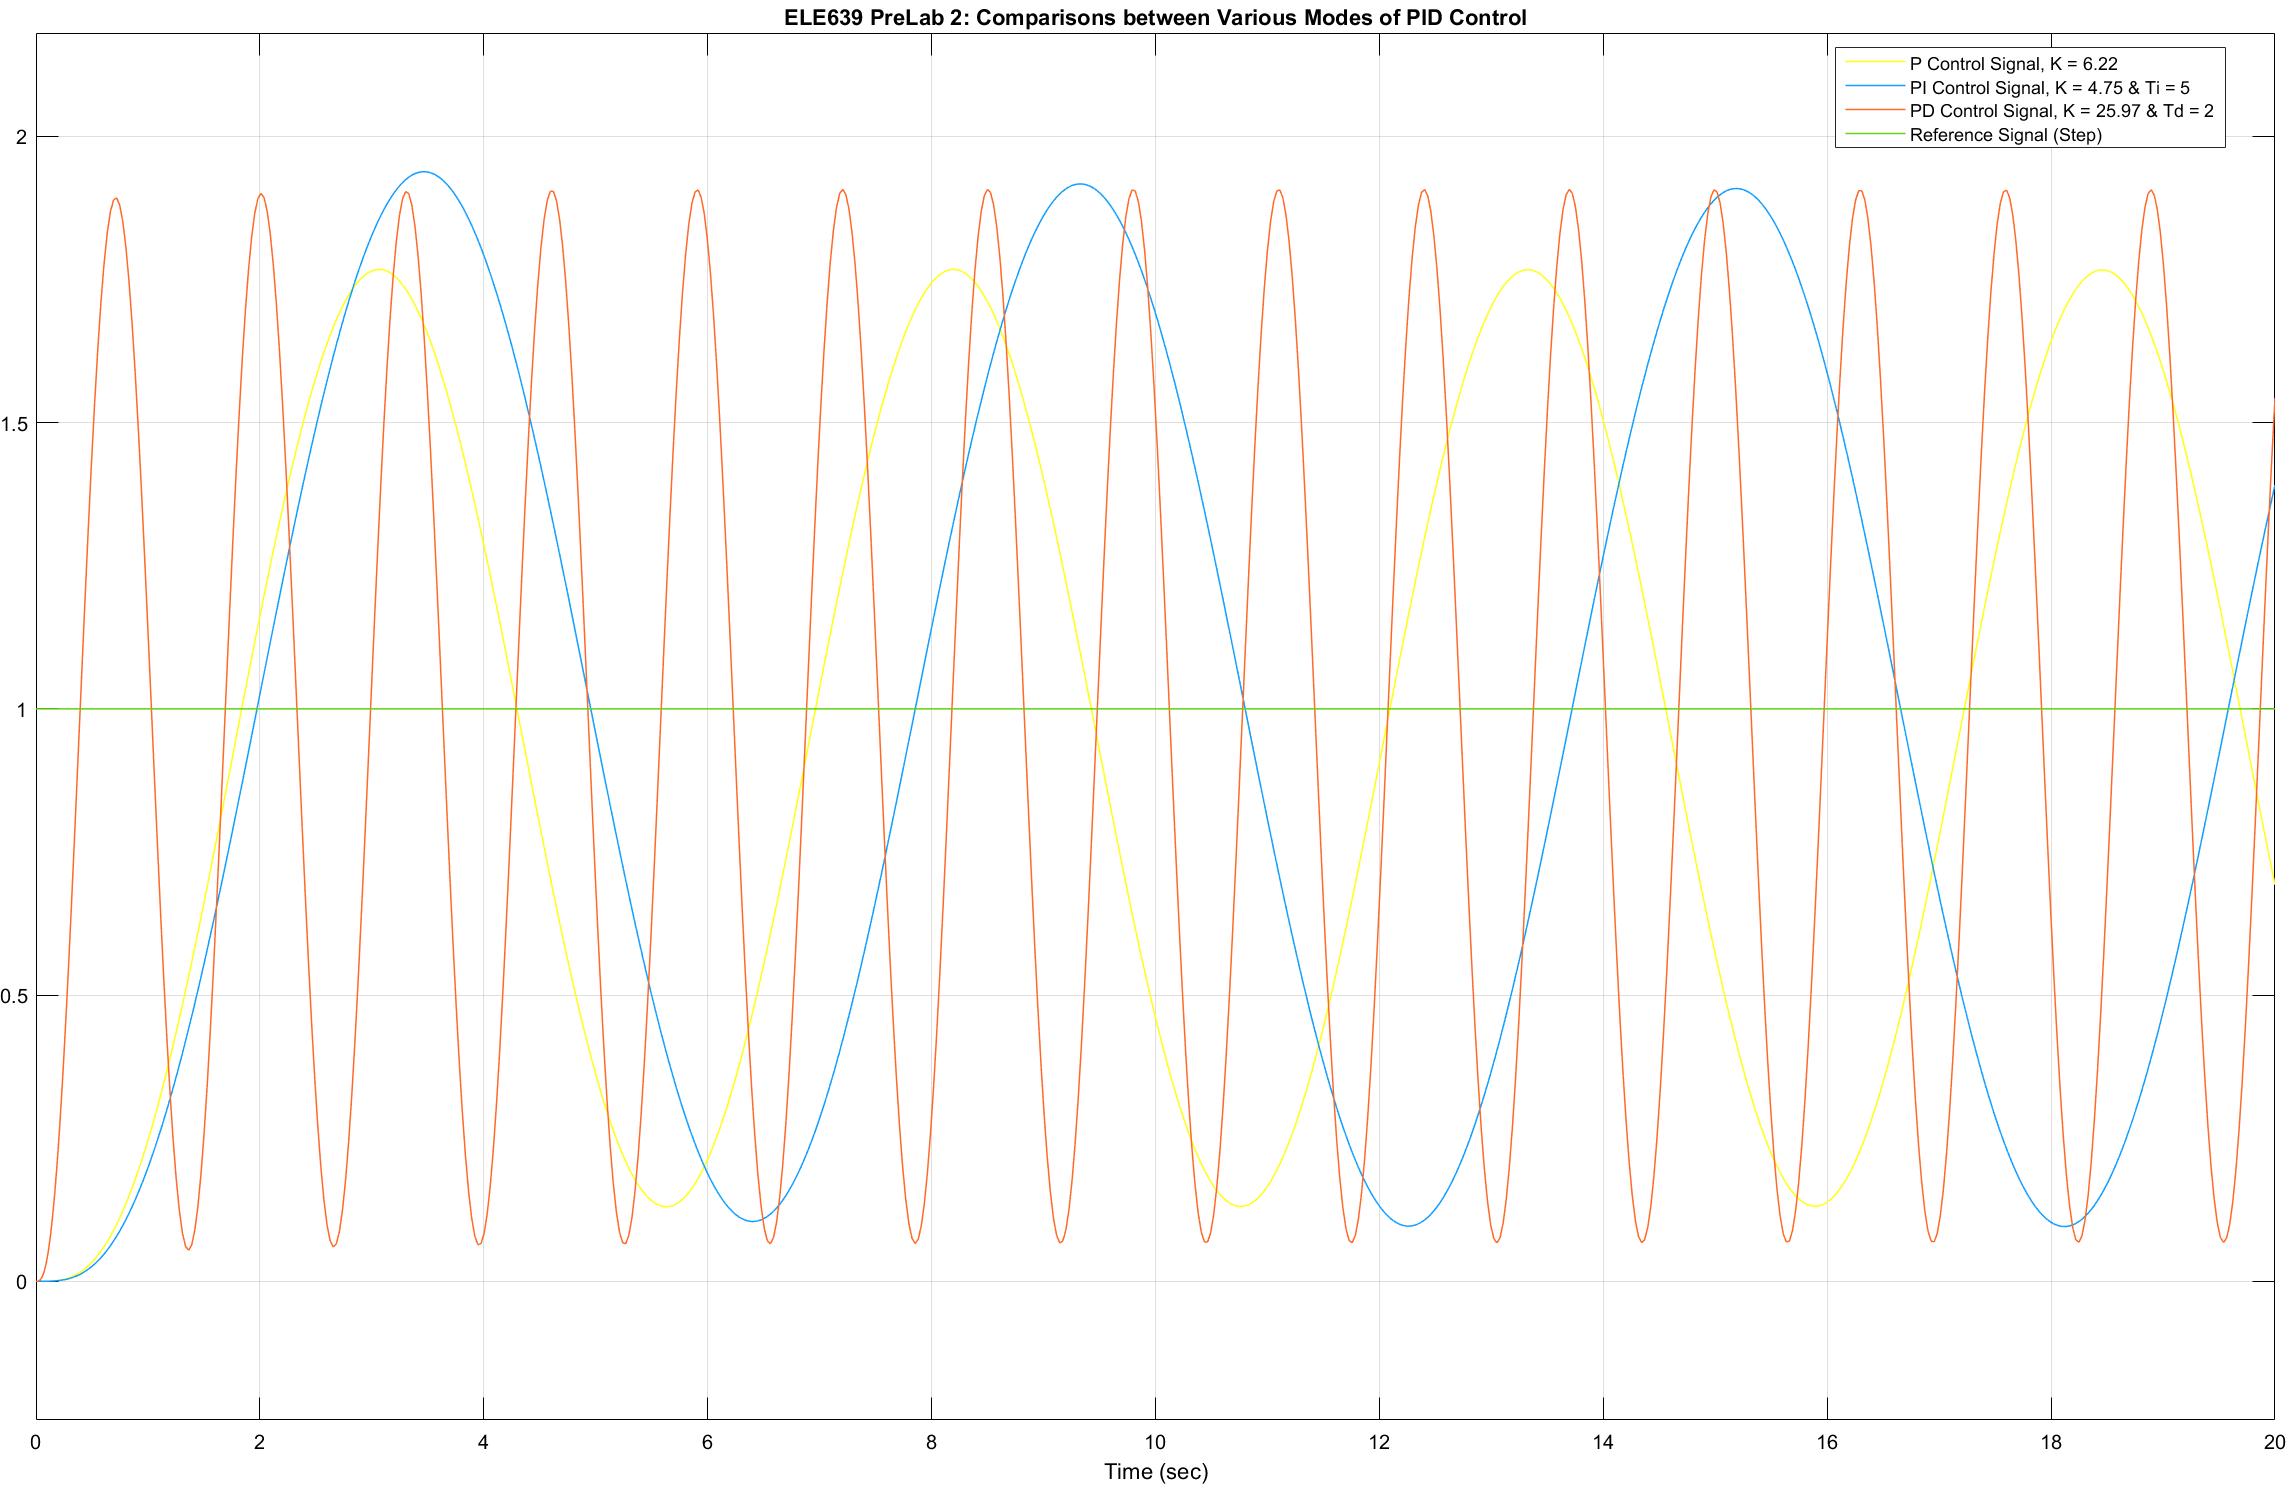 ELE639 PreLab 2: Comparisons between Various Modes of PID Control
P Control Signal, K = 6.22
PI Control Signal, K = 4.75 & Ti = 5
PD Control Signal, K = 25.97 & Td = 2
Reference Signal (Step)
2
1.5
1
0.5
0
0 2 4 6 8 10 12 14 16 18 20
Time (sec)